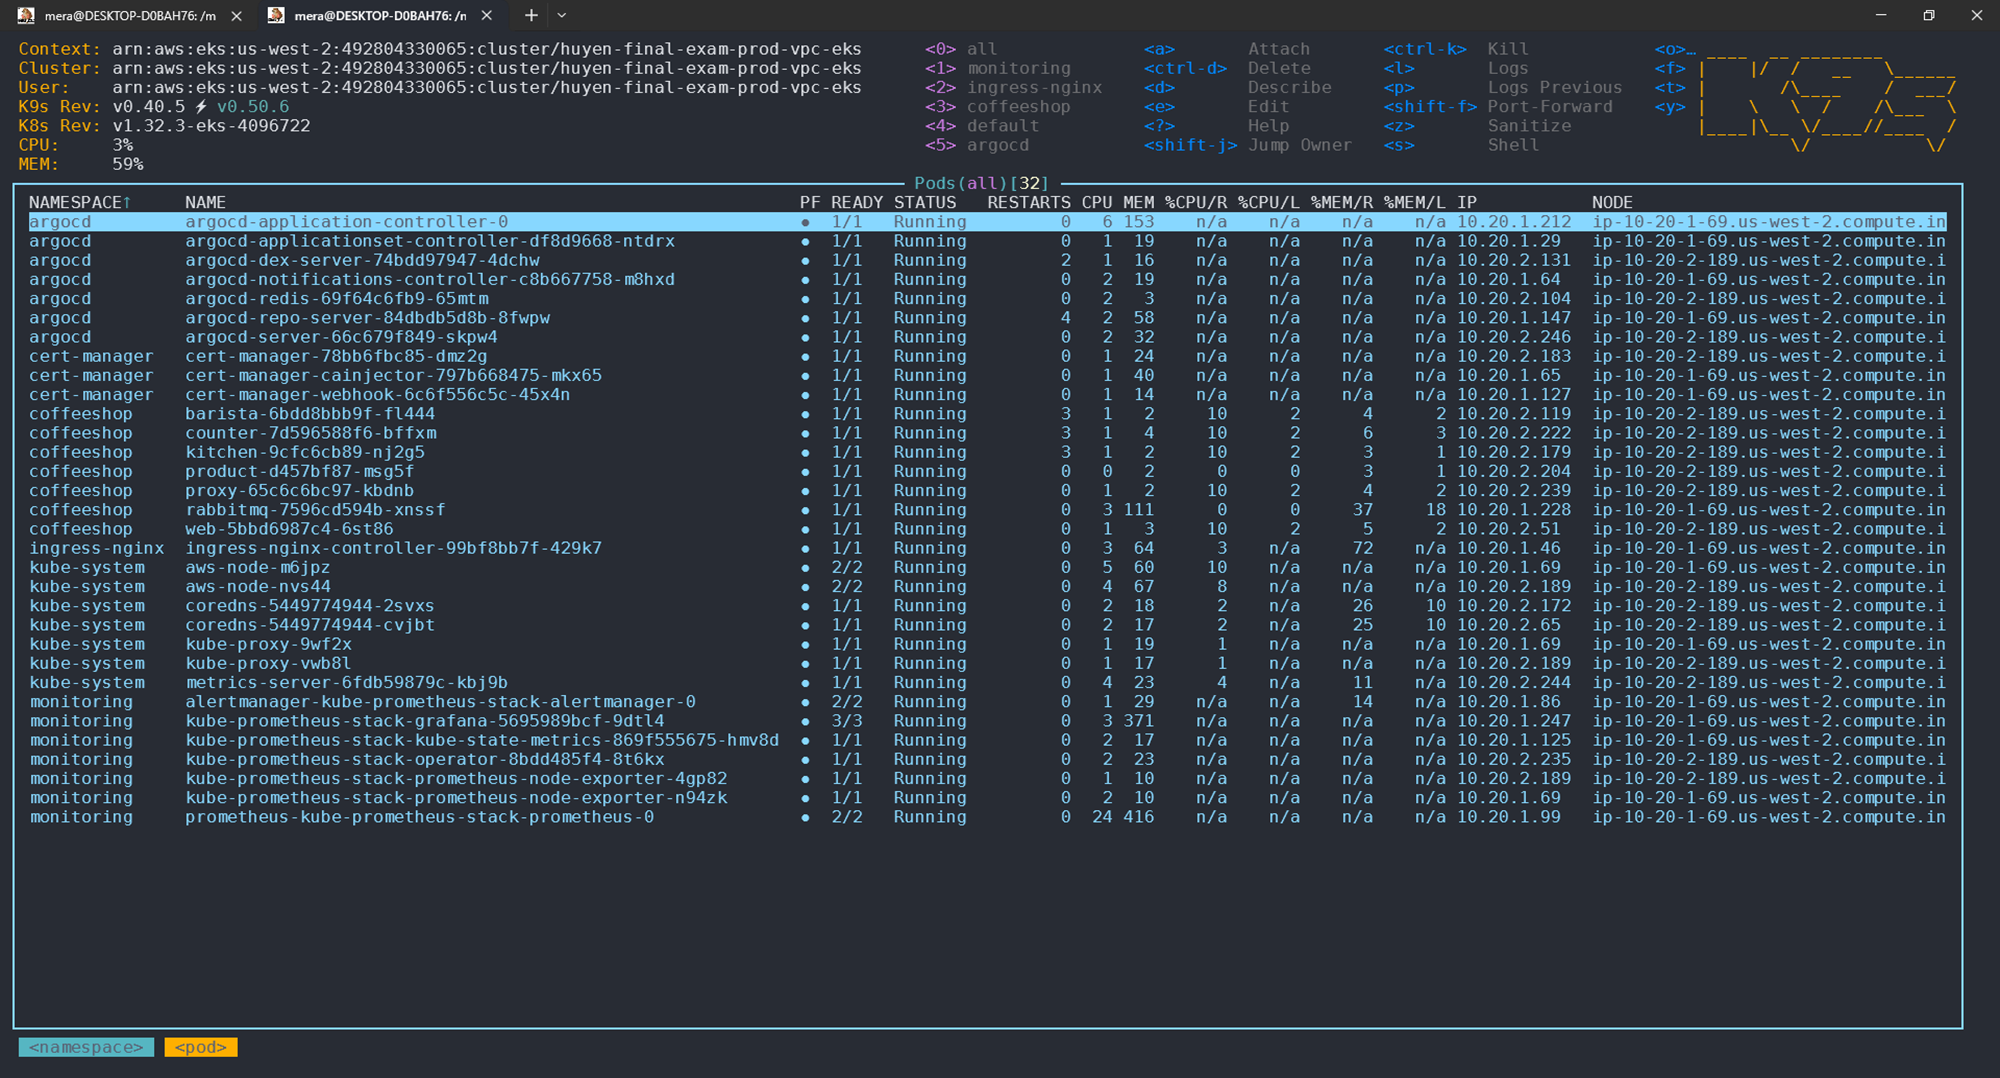 mera@DESKTOP-D0BAH76: /m mera@DESKTOP-D0BAH76: /n
Context: arn:aws:eks:us-west-2:492804330065:cluster/huyen-final-exam-prod-vpc-eks <0> all <a> Attach <ctrl-k> Kill <o>…
Cluster: arn:aws:eks:us-west-2:492804330065:cluster/huyen-final-exam-prod-vpc-eks <1> monitoring <ctrl-d> Delete <l> Logs <f>
User: arn:aws:eks:us-west-2:492804330065:cluster/huyen-final-exam-prod-vpc-eks <2> ingress-nginx <d> Describe <p> Logs Previous <t>
K9s Rev: v0.40.5 ⚡ v0.50.6 <3> coffeeshop <e> Edit <shift-f> Port-Forward <y>
K8s Rev: v1.32.3-eks-4096722 <4> default <?> Help <z> Sanitize
CPU: 3% <5> argocd <shift-j> Jump Owner <s> Shell
MEM: 59%
Pods(all)[32]
NAMESPACE↑ NAME PF READY STATUS RESTARTS CPU MEM %CPU/R %CPU/L %MEM/R %MEM/L IP NODE
argocd argocd-application-controller-0 ● 1/1 Running 0 6 153 n/a n/a n/a n/a 10.20.1.212 ip-10-20-1-69.us-west-2.compute.in
argocd argocd-applicationset-controller-df8d9668-ntdrx ● 1/1 Running 0 1 19 n/a n/a n/a n/a 10.20.1.29 ip-10-20-1-69.us-west-2.compute.in
argocd argocd-dex-server-74bdd97947-4dchw ● 1/1 Running 2 1 16 n/a n/a n/a n/a 10.20.2.131 ip-10-20-2-189.us-west-2.compute.i
argocd argocd-notifications-controller-c8b667758-m8hxd ● 1/1 Running 0 2 19 n/a n/a n/a n/a 10.20.1.64 ip-10-20-1-69.us-west-2.compute.in
argocd argocd-redis-69f64c6fb9-65mtm ● 1/1 Running 0 2 3 n/a n/a n/a n/a 10.20.2.104 ip-10-20-2-189.us-west-2.compute.i
argocd argocd-repo-server-84dbdb5d8b-8fwpw ● 1/1 Running 4 2 58 n/a n/a n/a n/a 10.20.1.147 ip-10-20-1-69.us-west-2.compute.in
argocd argocd-server-66c679f849-skpw4 ● 1/1 Running 0 2 32 n/a n/a n/a n/a 10.20.2.246 ip-10-20-2-189.us-west-2.compute.i
cert-manager cert-manager-78bb6fbc85-dmz2g ● 1/1 Running 0 1 24 n/a n/a n/a n/a 10.20.2.183 ip-10-20-2-189.us-west-2.compute.i
cert-manager cert-manager-cainjector-797b668475-mkx65 ● 1/1 Running 0 1 40 n/a n/a n/a n/a 10.20.1.65 ip-10-20-1-69.us-west-2.compute.in
cert-manager cert-manager-webhook-6c6f556c5c-45x4n ● 1/1 Running 0 1 14 n/a n/a n/a n/a 10.20.1.127 ip-10-20-1-69.us-west-2.compute.in
coffeeshop barista-6bdd8bbb9f-fl444 ● 1/1 Running 3 1 2 10 2 4 2 10.20.2.119 ip-10-20-2-189.us-west-2.compute.i
coffeeshop counter-7d596588f6-bffxm ● 1/1 Running 3 1 4 10 2 6 3 10.20.2.222 ip-10-20-2-189.us-west-2.compute.i
coffeeshop kitchen-9cfc6cb89-nj2g5 ● 1/1 Running 3 1 2 10 2 3 1 10.20.2.179 ip-10-20-2-189.us-west-2.compute.i
coffeeshop product-d457bf87-msg5f ● 1/1 Running 0 0 2 0 0 3 1 10.20.2.204 ip-10-20-2-189.us-west-2.compute.i
coffeeshop proxy-65c6c6bc97-kbdnb ● 1/1 Running 0 1 2 10 2 4 2 10.20.2.239 ip-10-20-2-189.us-west-2.compute.i
coffeeshop rabbitmq-7596cd594b-xnssf ● 1/1 Running 0 3 111 0 0 37 18 10.20.1.228 ip-10-20-1-69.us-west-2.compute.in
coffeeshop web-5bbd6987c4-6st86 ● 1/1 Running 0 1 3 10 2 5 2 10.20.2.51 ip-10-20-2-189.us-west-2.compute.i
ingress-nginx ingress-nginx-controller-99bf8bb7f-429k7 ● 1/1 Running 0 3 64 3 n/a 72 n/a 10.20.1.46 ip-10-20-1-69.us-west-2.compute.in
kube-system aws-node-m6jpz ● 2/2 Running 0 5 60 10 n/a n/a n/a 10.20.1.69 ip-10-20-1-69.us-west-2.compute.in
kube-system aws-node-nvs44 ● 2/2 Running 0 4 67 8 n/a n/a n/a 10.20.2.189 ip-10-20-2-189.us-west-2.compute.i
kube-system coredns-5449774944-2svxs ● 1/1 Running 0 2 18 2 n/a 26 10 10.20.2.172 ip-10-20-2-189.us-west-2.compute.i
kube-system coredns-5449774944-cvjbt ● 1/1 Running 0 2 17 2 n/a 25 10 10.20.2.65 ip-10-20-2-189.us-west-2.compute.i
kube-system kube-proxy-9wf2x ● 1/1 Running 0 1 19 1 n/a n/a n/a 10.20.1.69 ip-10-20-1-69.us-west-2.compute.in
kube-system kube-proxy-vwb8l ● 1/1 Running 0 1 17 1 n/a n/a n/a 10.20.2.189 ip-10-20-2-189.us-west-2.compute.i
kube-system metrics-server-6fdb59879c-kbj9b ● 1/1 Running 0 4 23 4 n/a 11 n/a 10.20.2.244 ip-10-20-2-189.us-west-2.compute.i
monitoring alertmanager-kube-prometheus-stack-alertmanager-0 ● 2/2 Running 0 1 29 n/a n/a 14 n/a 10.20.1.86 ip-10-20-1-69.us-west-2.compute.in
monitoring kube-prometheus-stack-grafana-5695989bcf-9dtl4 ● 3/3 Running 0 3 371 n/a n/a n/a n/a 10.20.1.247 ip-10-20-1-69.us-west-2.compute.in
monitoring kube-prometheus-stack-kube-state-metrics-869f555675-hmv8d ● 1/1 Running 0 2 17 n/a n/a n/a n/a 10.20.1.125 ip-10-20-1-69.us-west-2.compute.in
monitoring kube-prometheus-stack-operator-8bdd485f4-8t6kx ● 1/1 Running 0 2 23 n/a n/a n/a n/a 10.20.2.235 ip-10-20-2-189.us-west-2.compute.i
monitoring kube-prometheus-stack-prometheus-node-exporter-4gp82 ● 1/1 Running 0 1 10 n/a n/a n/a n/a 10.20.2.189 ip-10-20-2-189.us-west-2.compute.i
monitoring kube-prometheus-stack-prometheus-node-exporter-n94zk ● 1/1 Running 0 2 10 n/a n/a n/a n/a 10.20.1.69 ip-10-20-1-69.us-west-2.compute.in
monitoring prometheus-kube-prometheus-stack-prometheus-0 ● 2/2 Running 0 24 416 n/a n/a n/a n/a 10.20.1.99 ip-10-20-1-69.us-west-2.compute.in
<namespace> <pod>